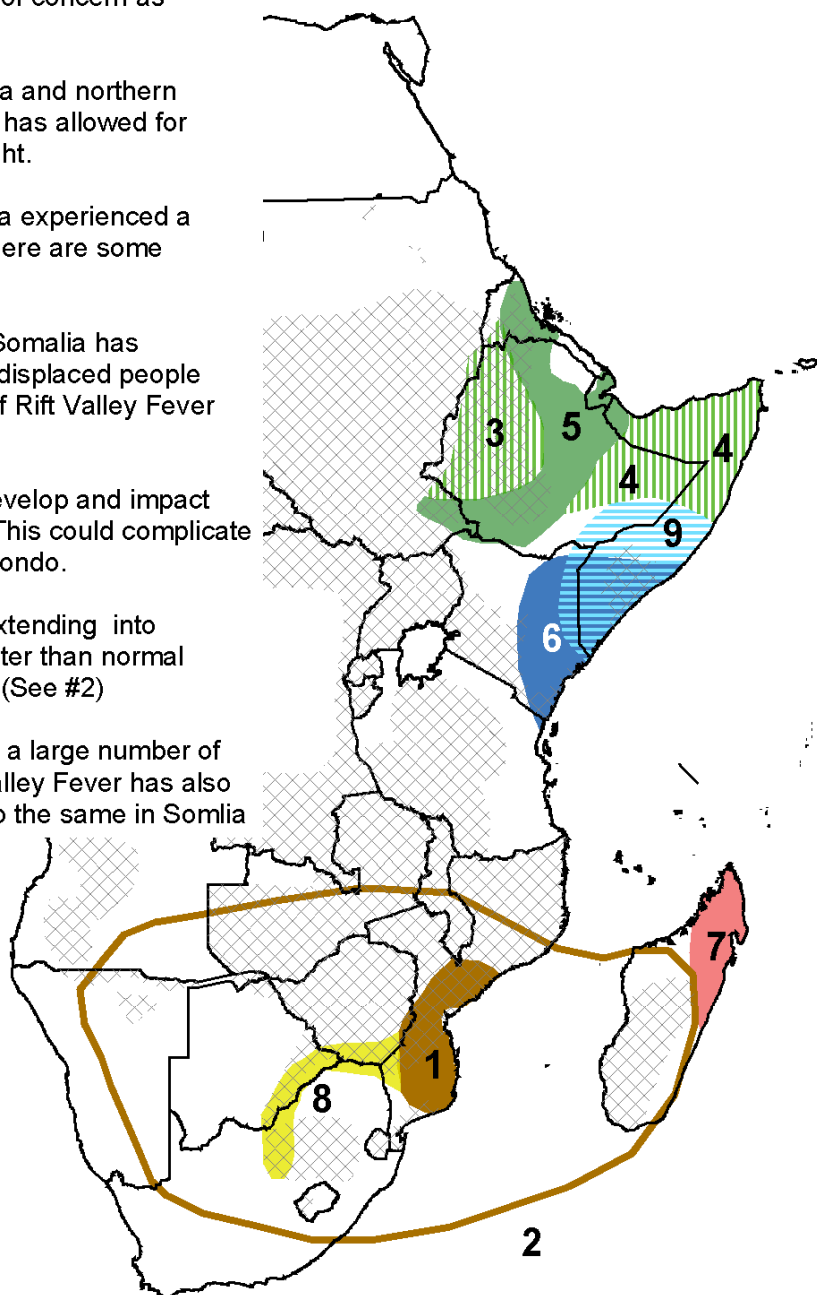 of concern as
a and northern
has allowed for
ht.
a experienced a
ere are some
Somalia has
displaced people
f Rift Valley Fever
evelop and impact
This could complicate
ondo.
xtending into
ter than normal
(See #2)
a large number of
alley Fever has also
o the same in Somlia
3
5
4
4
9
6
7
1
8
2